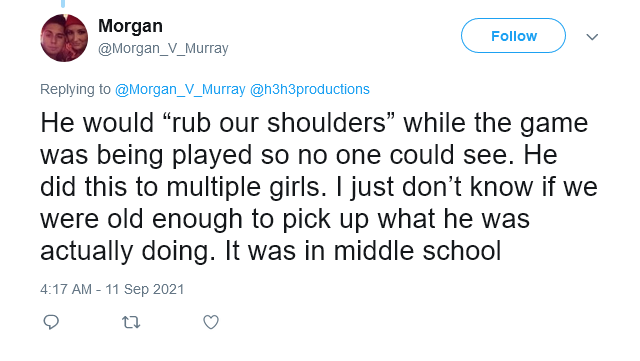 Morgan
@Morgan_V_Murray
Follow
Replying to @Morgan_V_Murray @h3h3productions
He would “rub our shoulders” while the game
was being played so no one could see. He
did this to multiple girls. I just don’t know if we
were old enough to pick up what he was
actually doing. It was in middle school
4:17 AM - 11 Sep 2021